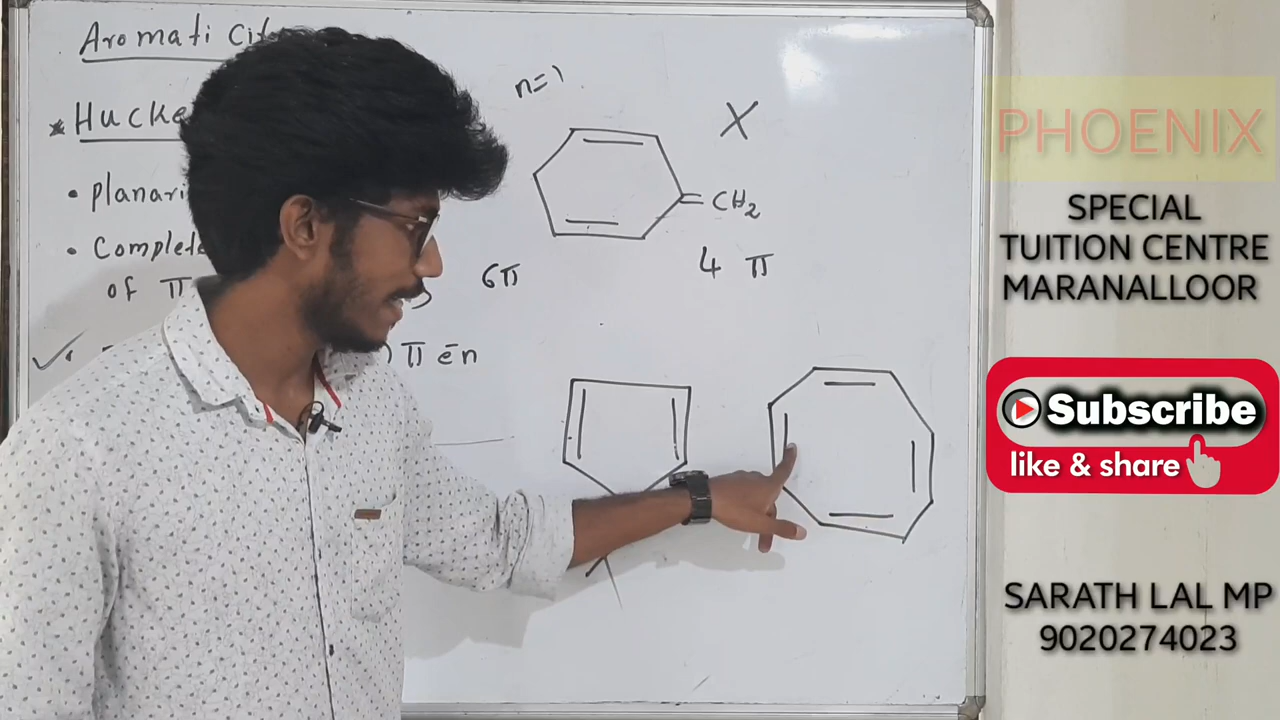 Aromati
n=1
* Hucke
X
• planari
=CH2
• Complete
of π
6π
4 π
) π ēn
PHOENIX
SPECIAL
TUITION CENTRE
MARANALLOOR
Subscribe
like & share
SARATH LAL MP
9020274023